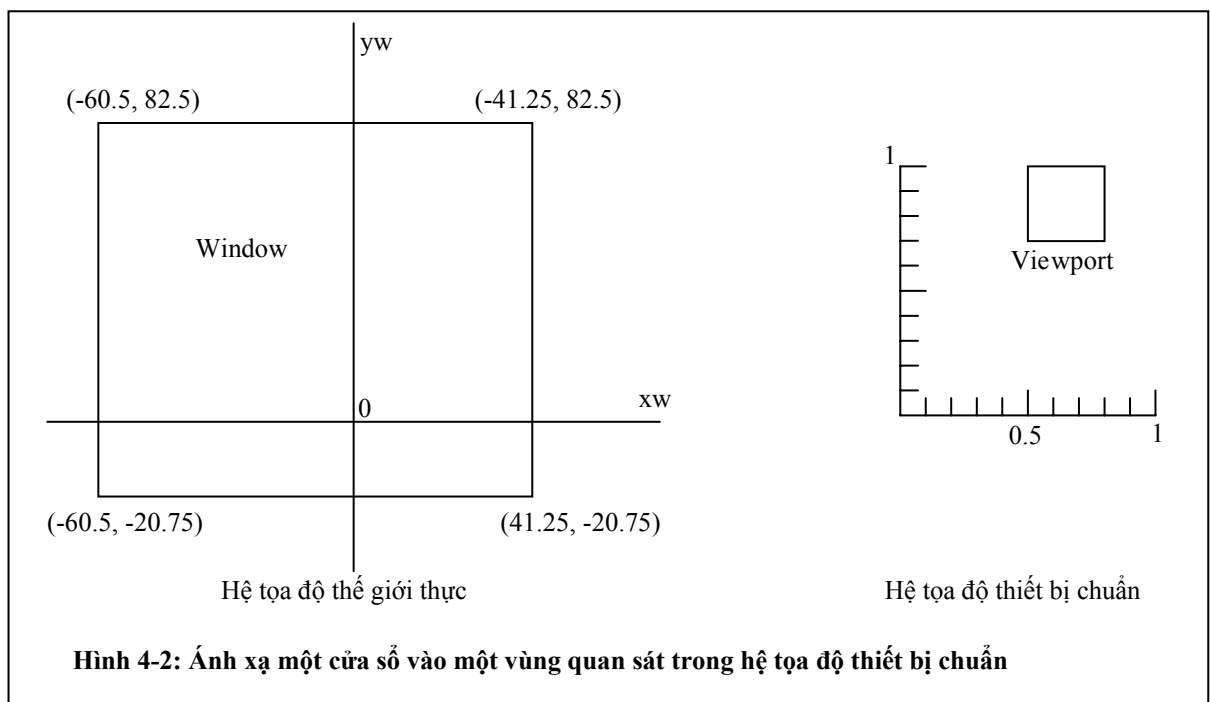 yw
(-60.5, 82.5)
(-41.25, 82.5)
1
Window
Viewport
0
xw
0.5
1
(-60.5, -20.75)
(41.25, -20.75)
Hệ tọa độ thế giới thực
Hệ tọa độ thiết bị chuẩn
Hình 4-2: Ánh xạ một cửa sổ vào một vùng quan sát trong hệ tọa độ thiết bị chuẩn